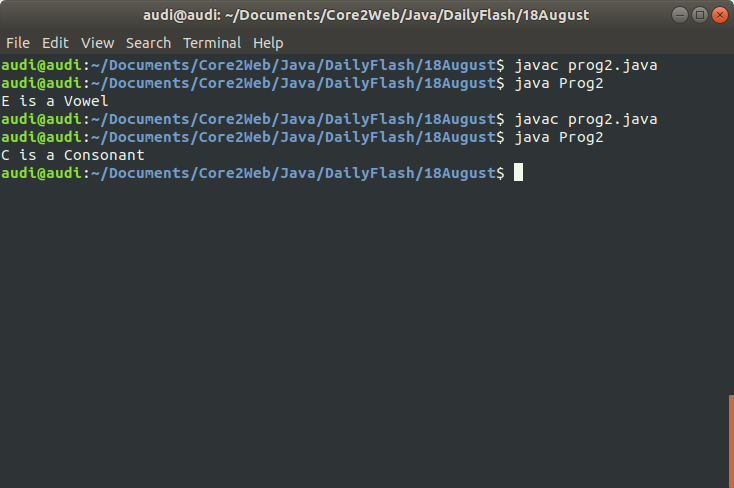 audi@audi: ~/Documents/Core2Web/Java/DailyFlash/18August
File Edit View Search Terminal Help
audi@audi:~/Documents/Core2Web/Java/DailyFlash/18August$ javac prog2.java
audi@audi:~/Documents/Core2Web/Java/DailyFlash/18August$ java Prog2
E is a Vowel
audi@audi:~/Documents/Core2Web/Java/DailyFlash/18August$ javac prog2.java
audi@audi:~/Documents/Core2Web/Java/DailyFlash/18August$ java Prog2
C is a Consonant
audi@audi:~/Documents/Core2Web/Java/DailyFlash/18August$